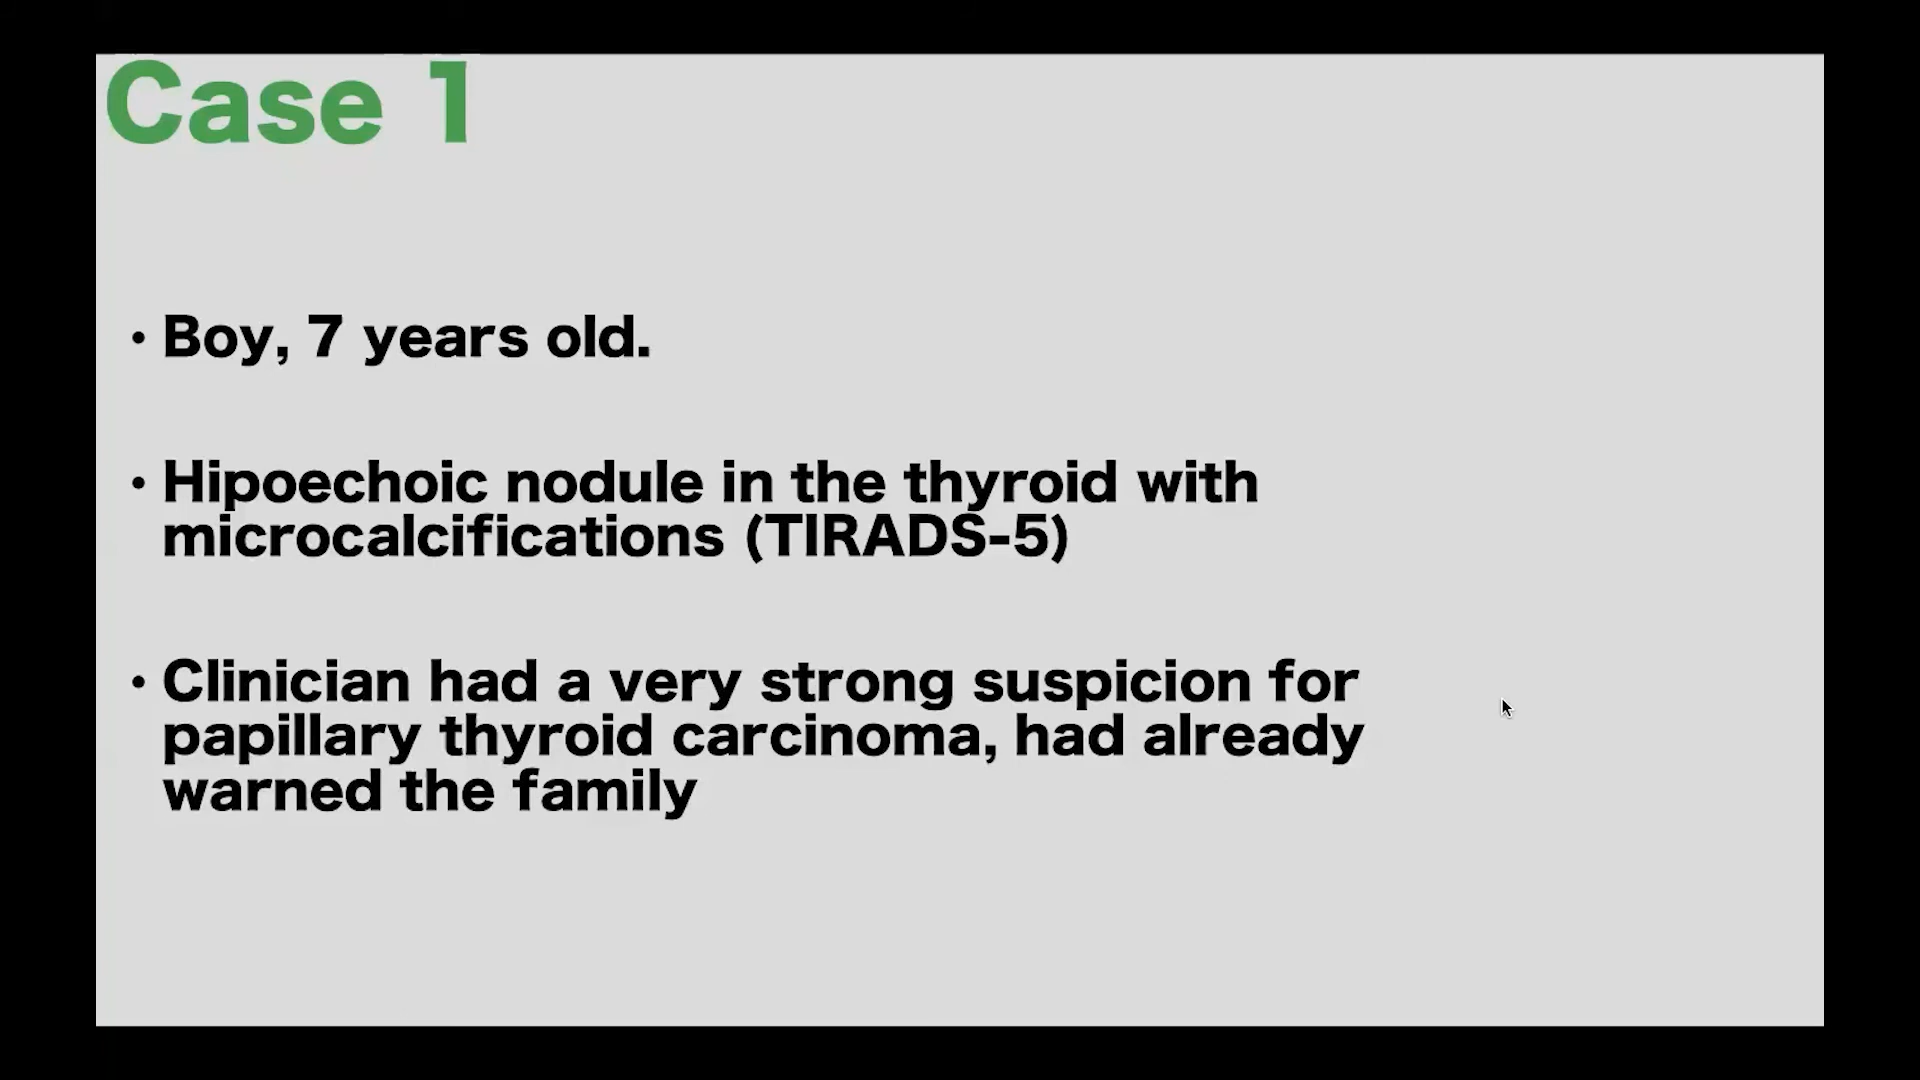 Case 1
• Boy, 7 years old.
• Hipoechoic nodule in the thyroid with
microcalcifications (TIRADS-5)
• Clinician had a very strong suspicion for
papillary thyroid carcinoma, had already
warned the family